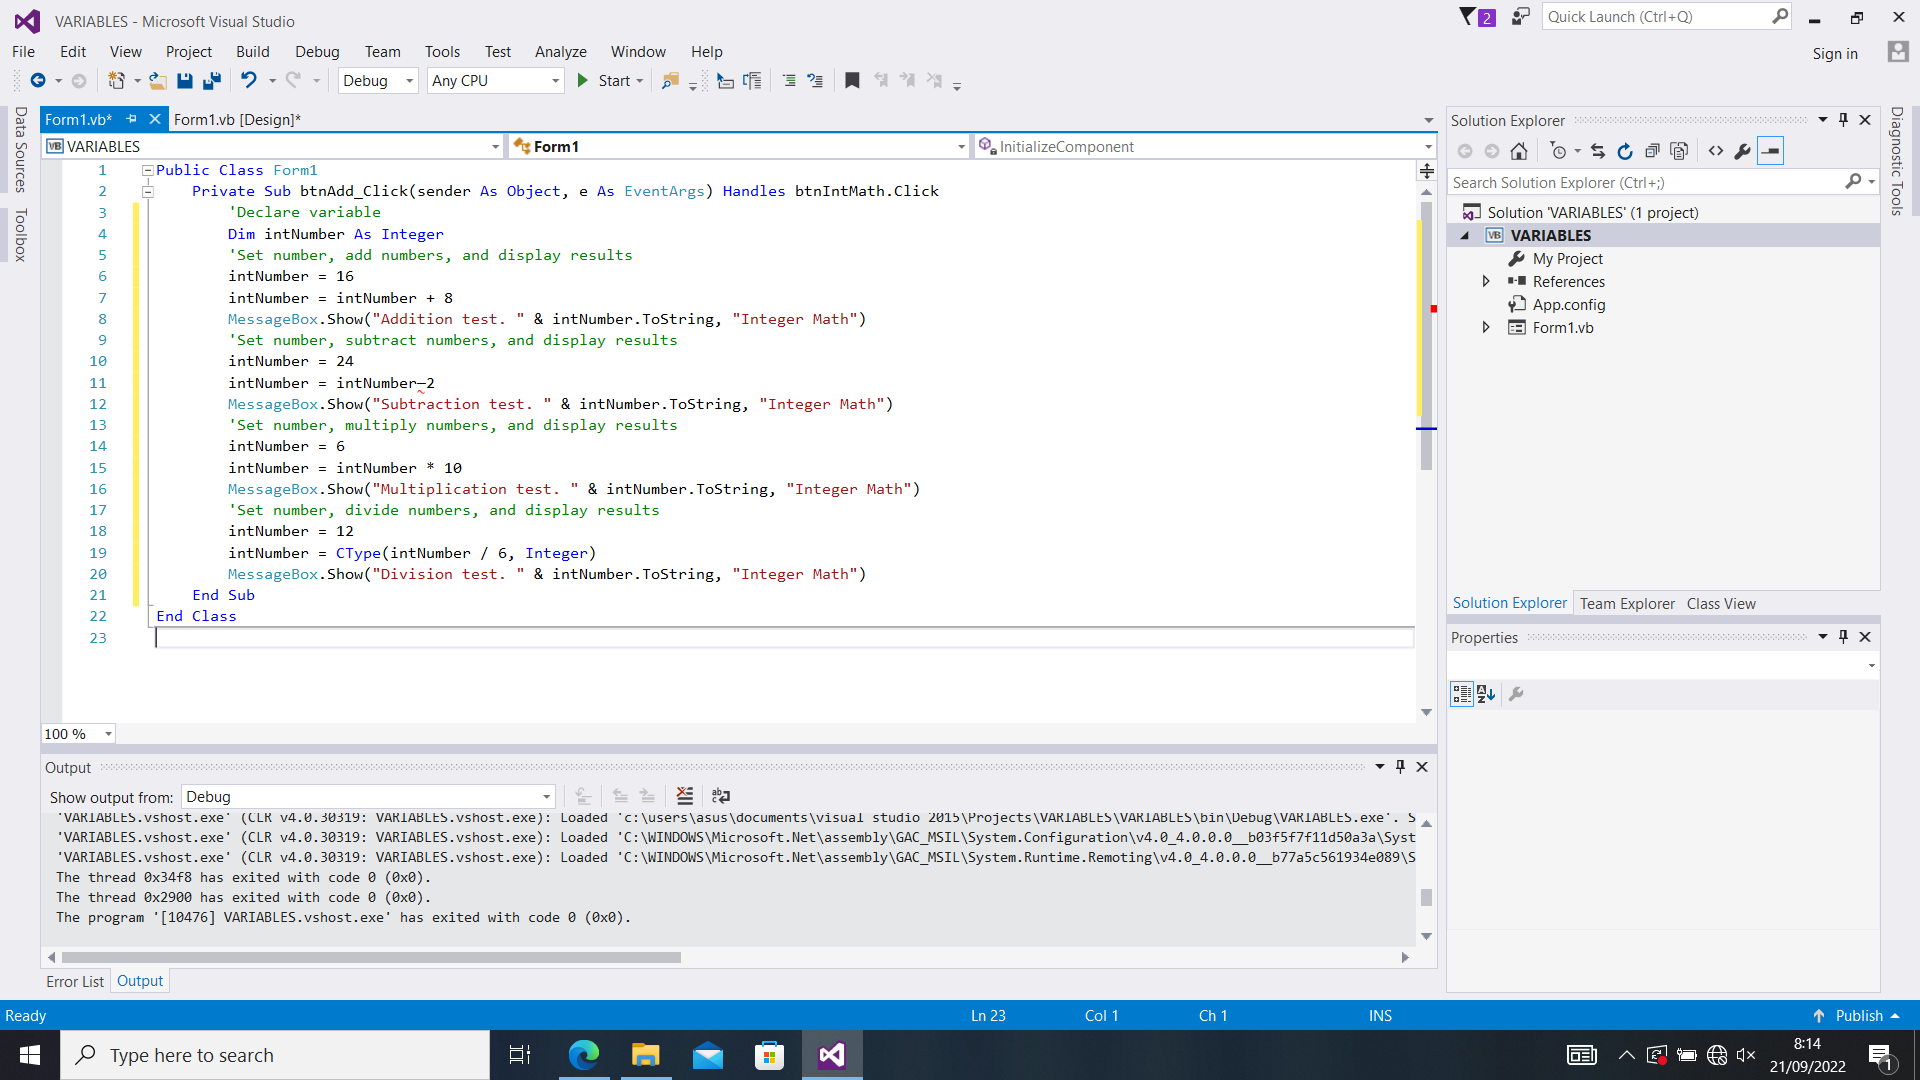 VARIABLES - Microsoft Visual Studio
2
Quick Launch (Ctrl+Q)
File Edit View Project Build Debug Team Tools Test Analyze Window Help
Sign in
Debug Any CPU Start
Data Sources
Toolbox
Form1.vb* Form1.vb [Design]*
VB VARIABLES Form1 InitializeComponent
1 Public Class Form1
2 Private Sub btnAdd_Click(sender As Object, e As EventArgs) Handles btnIntMath.Click
3 'Declare variable
4 Dim intNumber As Integer
5 'Set number, add numbers, and display results
6 intNumber = 16
7 intNumber = intNumber + 8
8 MessageBox.Show("Addition test. " & intNumber.ToString, "Integer Math")
9 'Set number, subtract numbers, and display results
10 intNumber = 24
11 intNumber = intNumber–2
12 MessageBox.Show("Subtraction test. " & intNumber.ToString, "Integer Math")
13 'Set number, multiply numbers, and display results
14 intNumber = 6
15 intNumber = intNumber * 10
16 MessageBox.Show("Multiplication test. " & intNumber.ToString, "Integer Math")
17 'Set number, divide numbers, and display results
18 intNumber = 12
19 intNumber = CType(intNumber / 6, Integer)
20 MessageBox.Show("Division test. " & intNumber.ToString, "Integer Math")
21 End Sub
22 End Class
23
100 %
Output
Show output from: Debug
'VARIABLES.vshost.exe' (CLR v4.0.30319: VARIABLES.vshost.exe): Loaded 'c:\users\asus\documents\visual studio 2015\Projects\VARIABLES\VARIABLES\bin\Debug\VARIABLES.exe'. S
'VARIABLES.vshost.exe' (CLR v4.0.30319: VARIABLES.vshost.exe): Loaded 'C:\WINDOWS\Microsoft.Net\assembly\GAC_MSIL\System.Configuration\v4.0_4.0.0.0__b03f5f7f11d50a3a\Syst
'VARIABLES.vshost.exe' (CLR v4.0.30319: VARIABLES.vshost.exe): Loaded 'C:\WINDOWS\Microsoft.Net\assembly\GAC_MSIL\System.Runtime.Remoting\v4.0_4.0.0.0__b77a5c561934e089\S
The thread 0x34f8 has exited with code 0 (0x0).
The thread 0x2900 has exited with code 0 (0x0).
The program '[10476] VARIABLES.vshost.exe' has exited with code 0 (0x0).
Error List Output
Solution Explorer
Search Solution Explorer (Ctrl+;)
Solution 'VARIABLES' (1 project)
VB VARIABLES
My Project
References
App.config
Form1.vb
Solution Explorer Team Explorer Class View
Properties
Diagnostic Tools
Ready Ln 23 Col 1 Ch 1 INS Publish
Type here to search
8:14
21/09/2022
1